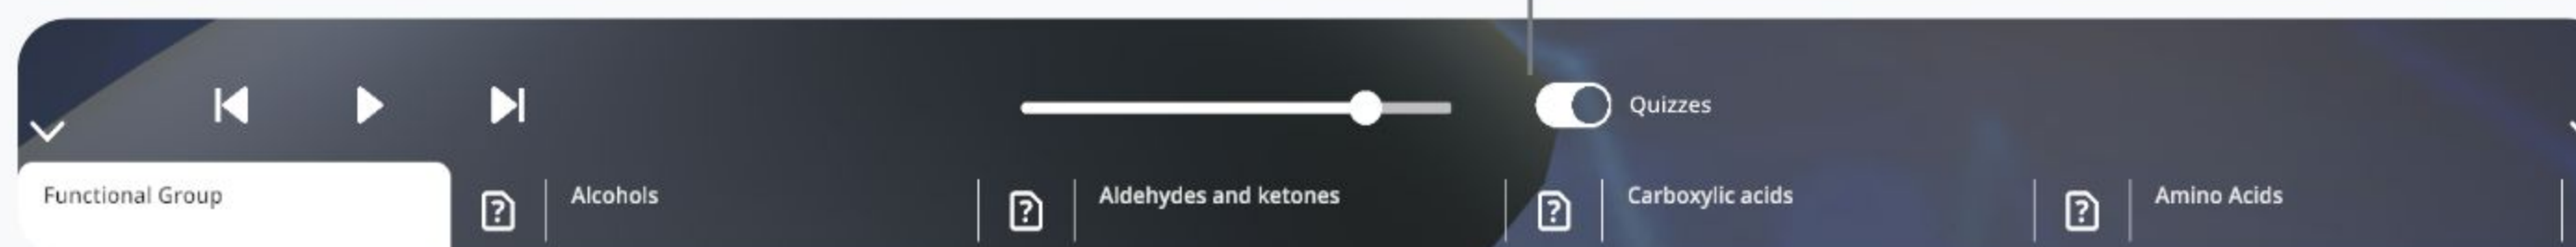 Quizzes
Functional Group
Alcohols
Aldehydes and ketones
Carboxylic acids
Amino Acids